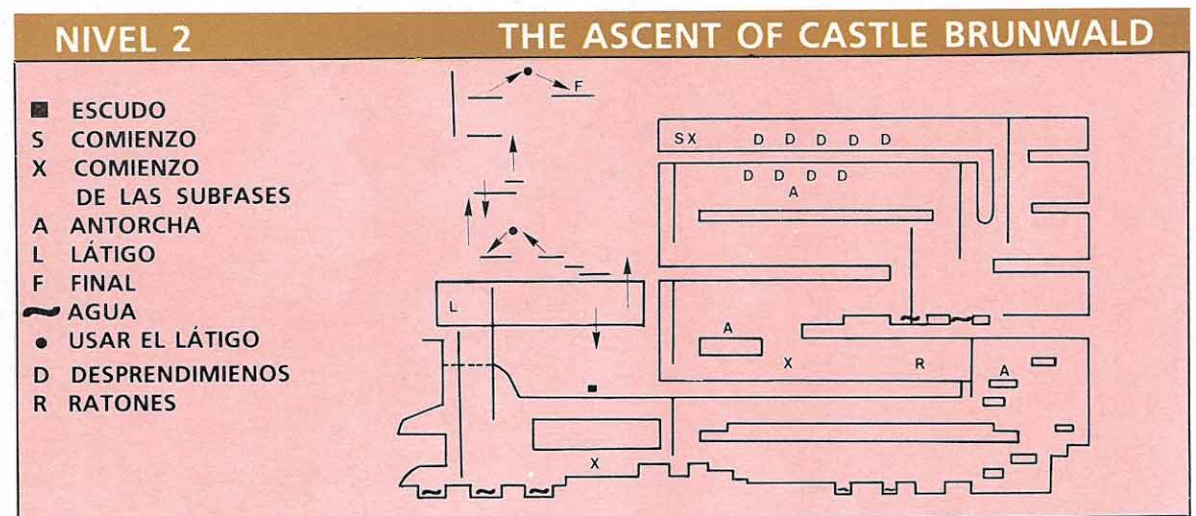 NIVEL 2
THE ASCENT OF CASTLE BRUNWALD
■ ESCUDO
S COMIENZO
X COMIENZO
DE LAS SUBFASES
A ANTORCHA
L LÁTIGO
F FINAL
AGUA
● USAR EL LÁTIGO
D DESPRENDIMIENOS
R RATONES
F
S X D D D D D
D D D D
A
L
A
X R A
X